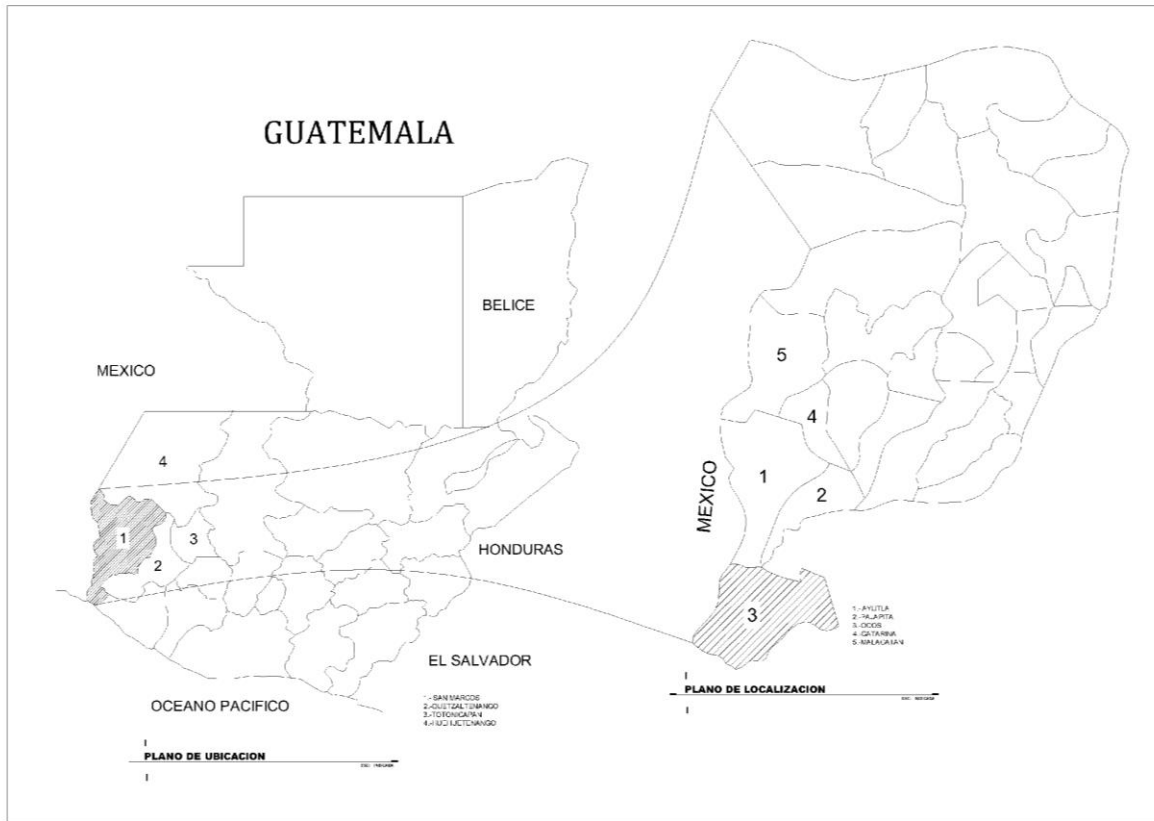 GUATEMALA
BELICE
MEXICO
4
1
3
2
HONDURAS
EL SALVADOR
OCEANO PACIFICO
1.-SAN MARCOS
2.-QUETZALTENANGO
3.-TOTONICAPAN
4.-HUEHUETENANGO
PLANO DE UBICACION
5
4
1
2
MEXICO
3
1.-AYUTLA
2.-PAJAPITA
3.-OCOS
4.-CATARINA
5.-MALACATAN
PLANO DE LOCALIZACION